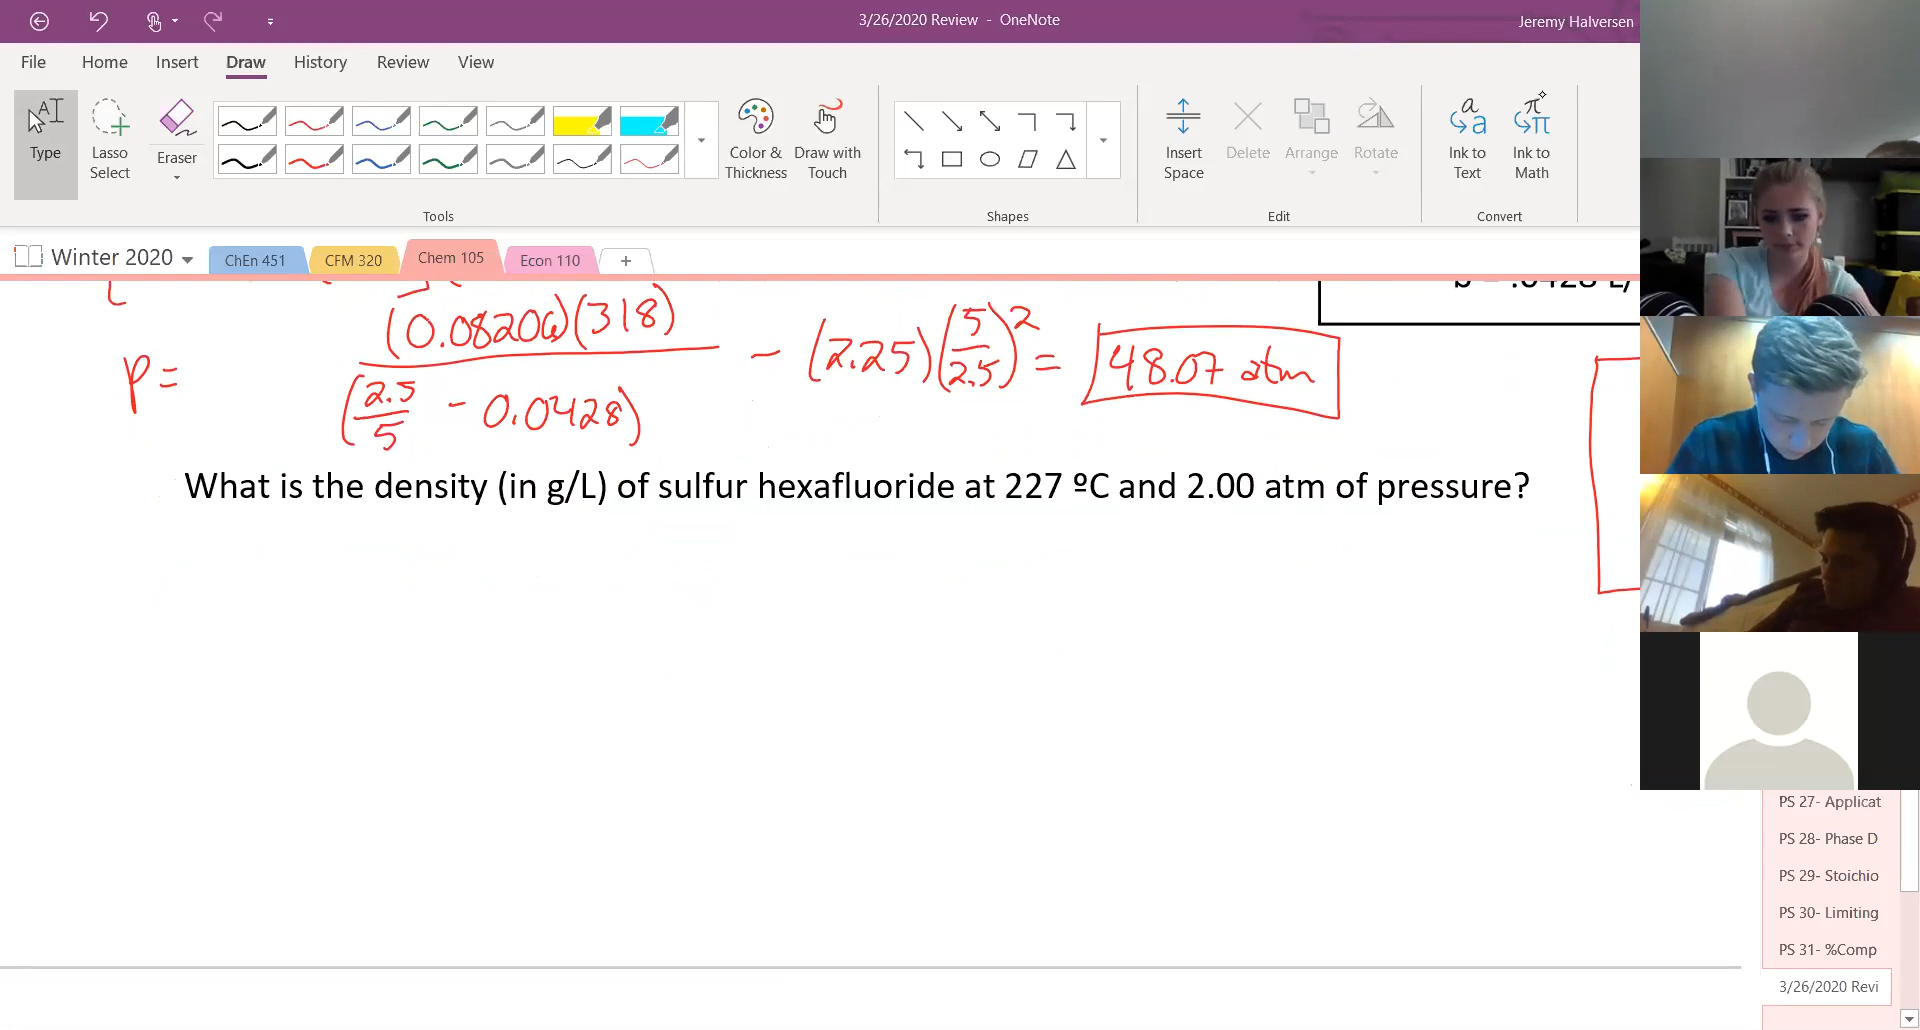 3/26/2020 Review - OneNote
Jeremy Halversen
File Home Insert Draw History Review View
Type
Lasso Select
Eraser
Color & Thickness
Draw with Touch
Insert Space
Delete
Arrange
Rotate
Ink to Text
Ink to Math
Tools
Shapes
Edit
Convert
Winter 2020
ChEn 451
CFM 320
Chem 105
Econ 110
+
P = (0.08206)(318) / (2.5/5 - 0.0428) - (2.25)(5/2.5)² = 48.07 atm
What is the density (in g/L) of sulfur hexafluoride at 227 ºC and 2.00 atm of pressure?
PS 27- Applicat
PS 28- Phase D
PS 29- Stoichio
PS 30- Limiting
PS 31- %Comp
3/26/2020 Revi